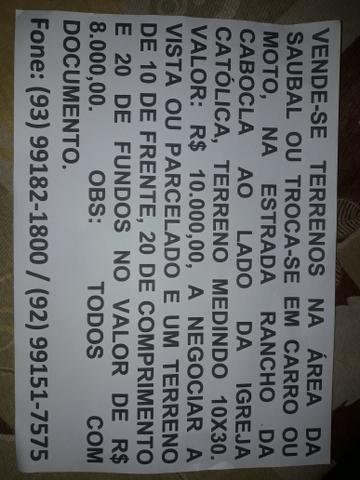 VENDE-SE TERRENOS NA ÁREA DA
SAUBAL OU TROCA-SE EM CARRO OU
MOTO, NA ESTRADA RANCHO DA
CABOCLA AO LADO DA IGREJA
CATÓLICA, TERRENO MEDINDO 10X30.
VALOR: R$ 10.000,00, A NEGOCIAR A
VISTA OU PARCELADO E UM TERRENO
DE 10 DE FRENTE, 20 DE COMPRIMENTO
E 20 DE FUNDOS NO VALOR DE R$
8.000,00. OBS: TODOS COM
DOCUMENTO.
Fone: (93) 99182-1800 / (92) 99151-7575